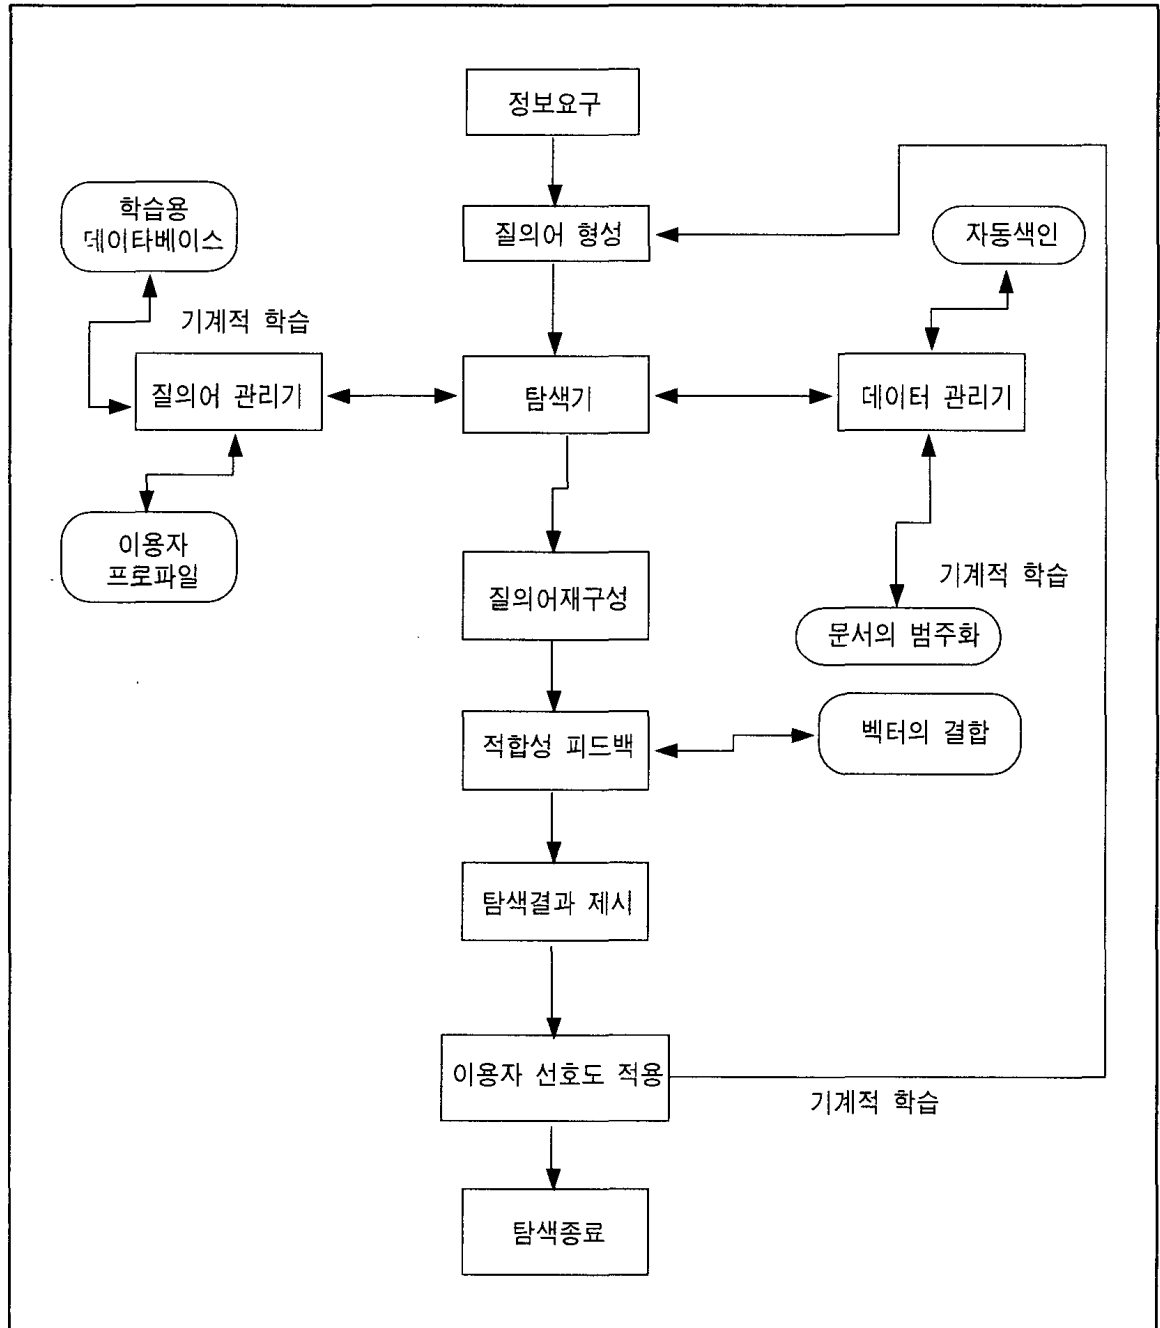 정보요구
학습용
데이타베이스
질의어 형성
자동색인
기계적 학습
질의어 관리기
탐색기
데이터 관리기
이용자
프로파일
질의어재구성
기계적 학습
문서의 범주화
적합성 피드백
벡터의 결합
탐색결과 제시
이용자 선호도 적용
기계적 학습
탐색종료